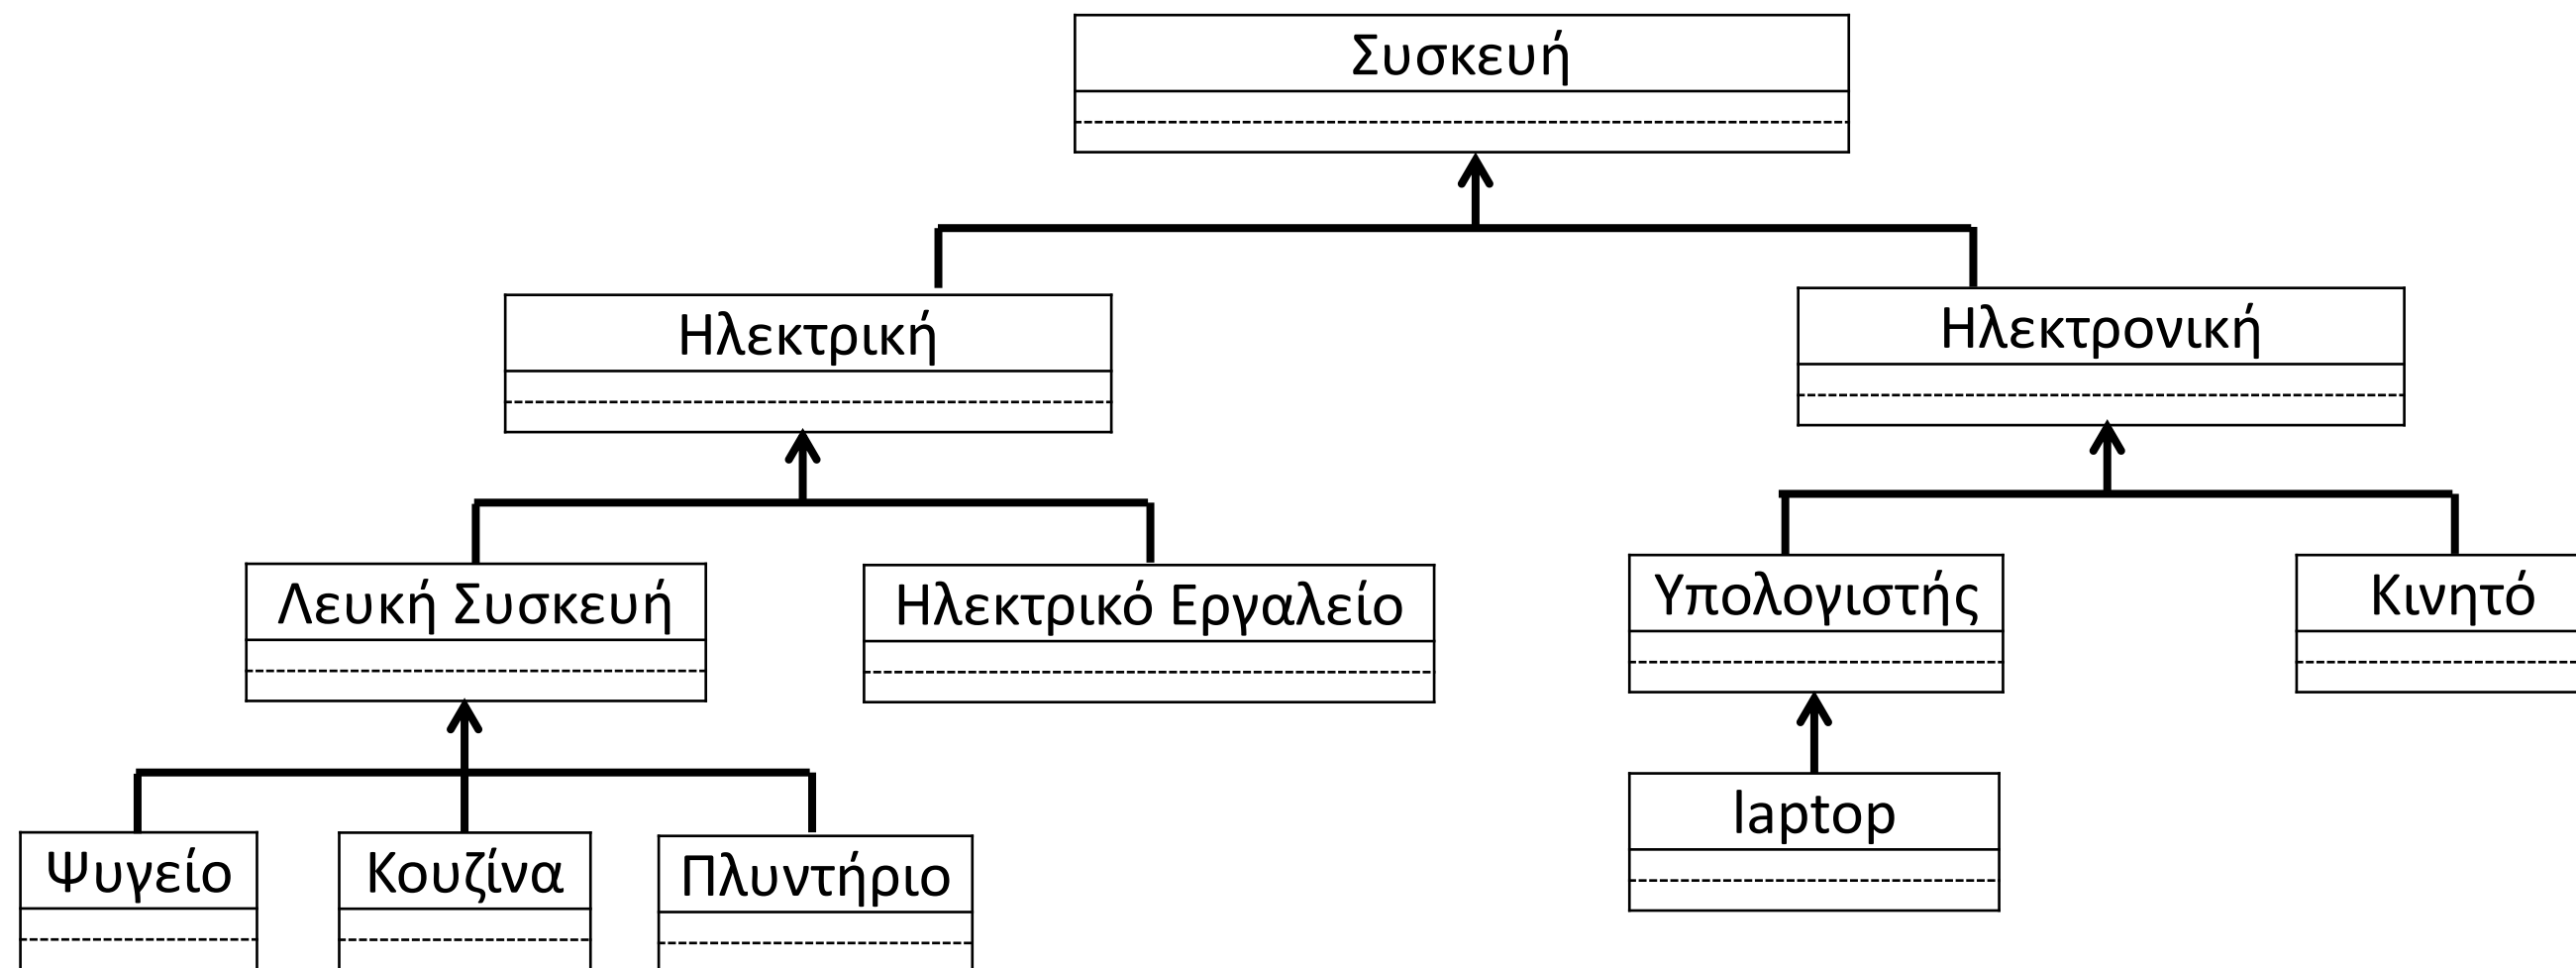 Συσκευή
Ηλεκτρική
Ηλεκτρονική
Λευκή Συσκευή
Ηλεκτρικό Εργαλείο
Υπολογιστής
Κινητό
laptop
Ψυγείο
Κουζίνα
Πλυντήριο